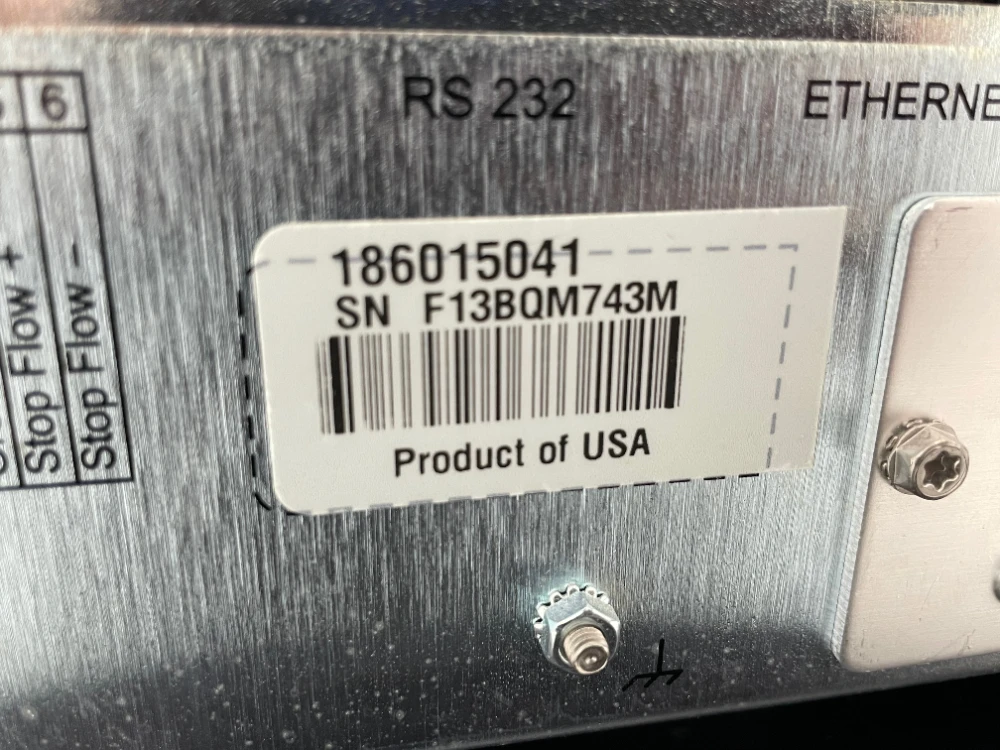 RS 232
ETHERNE
6
Stop Flow +
Stop Flow –
186015041
SN F13BQM743M
Product of USA